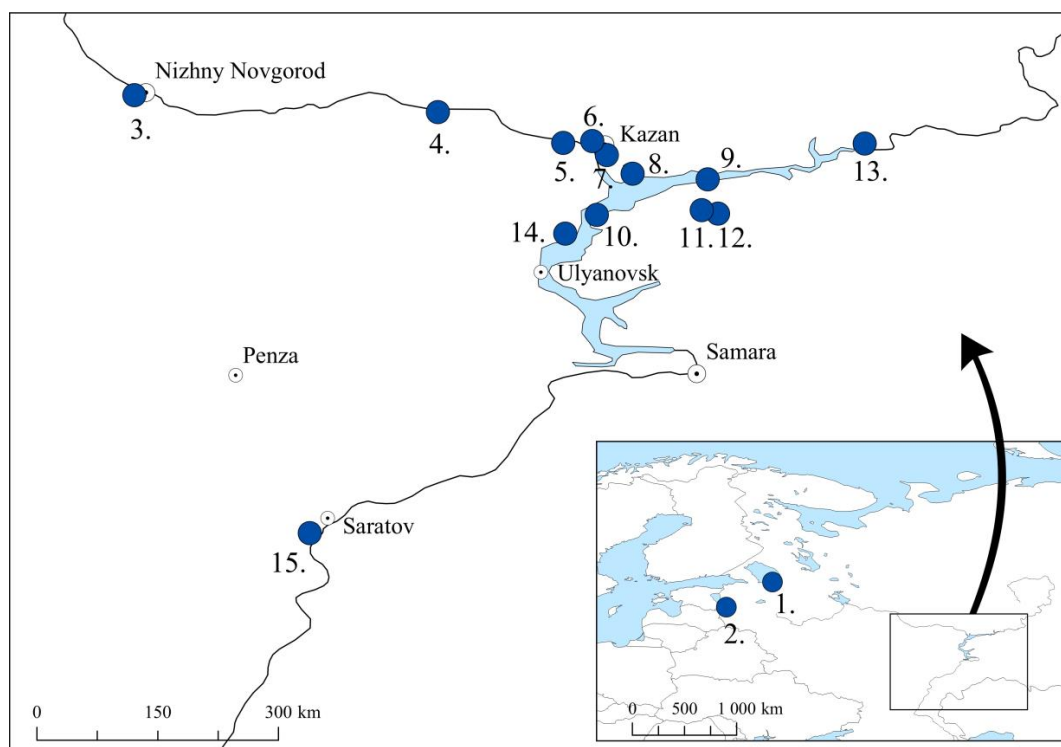 Nizhny Novgorod
3.
4.
6.
Kazan
5.
7.
8.
9.
13.
14.
10.
11.
12.
Ulyanovsk
Penza
Samara
Saratov
15.
1.
2.
0 150 300 km
0 500 1 000 km